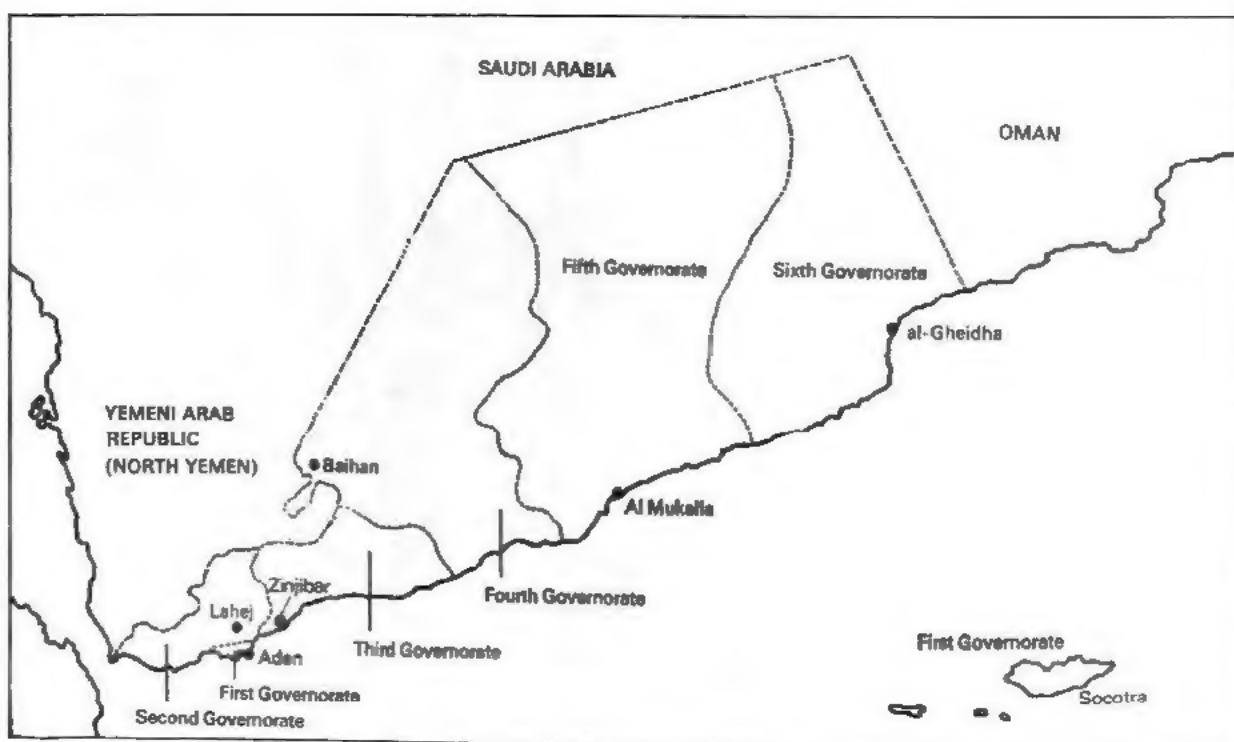 SAUDI ARABIA
OMAN
Fifth Governorate
Sixth Governorate
al-Gheidha
YEMENI ARAB
REPUBLIC
(NORTH YEMEN)
Baihan
Al Mukalla
Zinjibar
Fourth Governorate
Lahej
Third Governorate
Aden
First Governorate
Second Governorate
First Governorate
Socotra